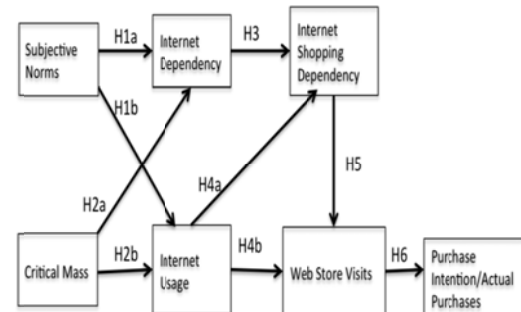 Subjective
Norms
H1a
Internet
Dependency
H3
Internet
Shopping
Dependency
H1b
H2a
H4a
H5
Critical Mass
H2b
Internet
Usage
H4b
Web Store Visits
H6
Purchase
Intention/Actual
Purchases